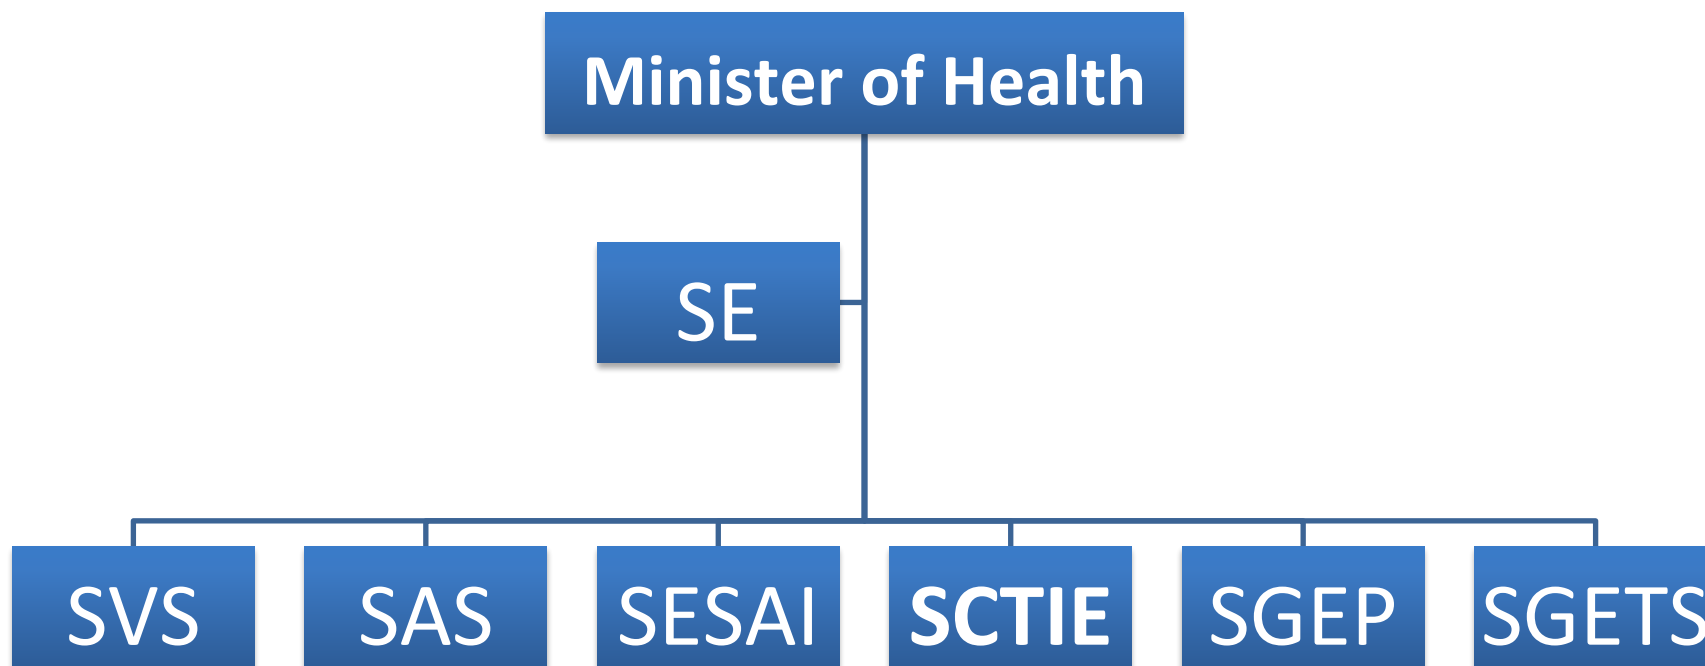 Minister of Health
SE
SVS
SAS
SESAI
SCTIE
SGEP
SGETS